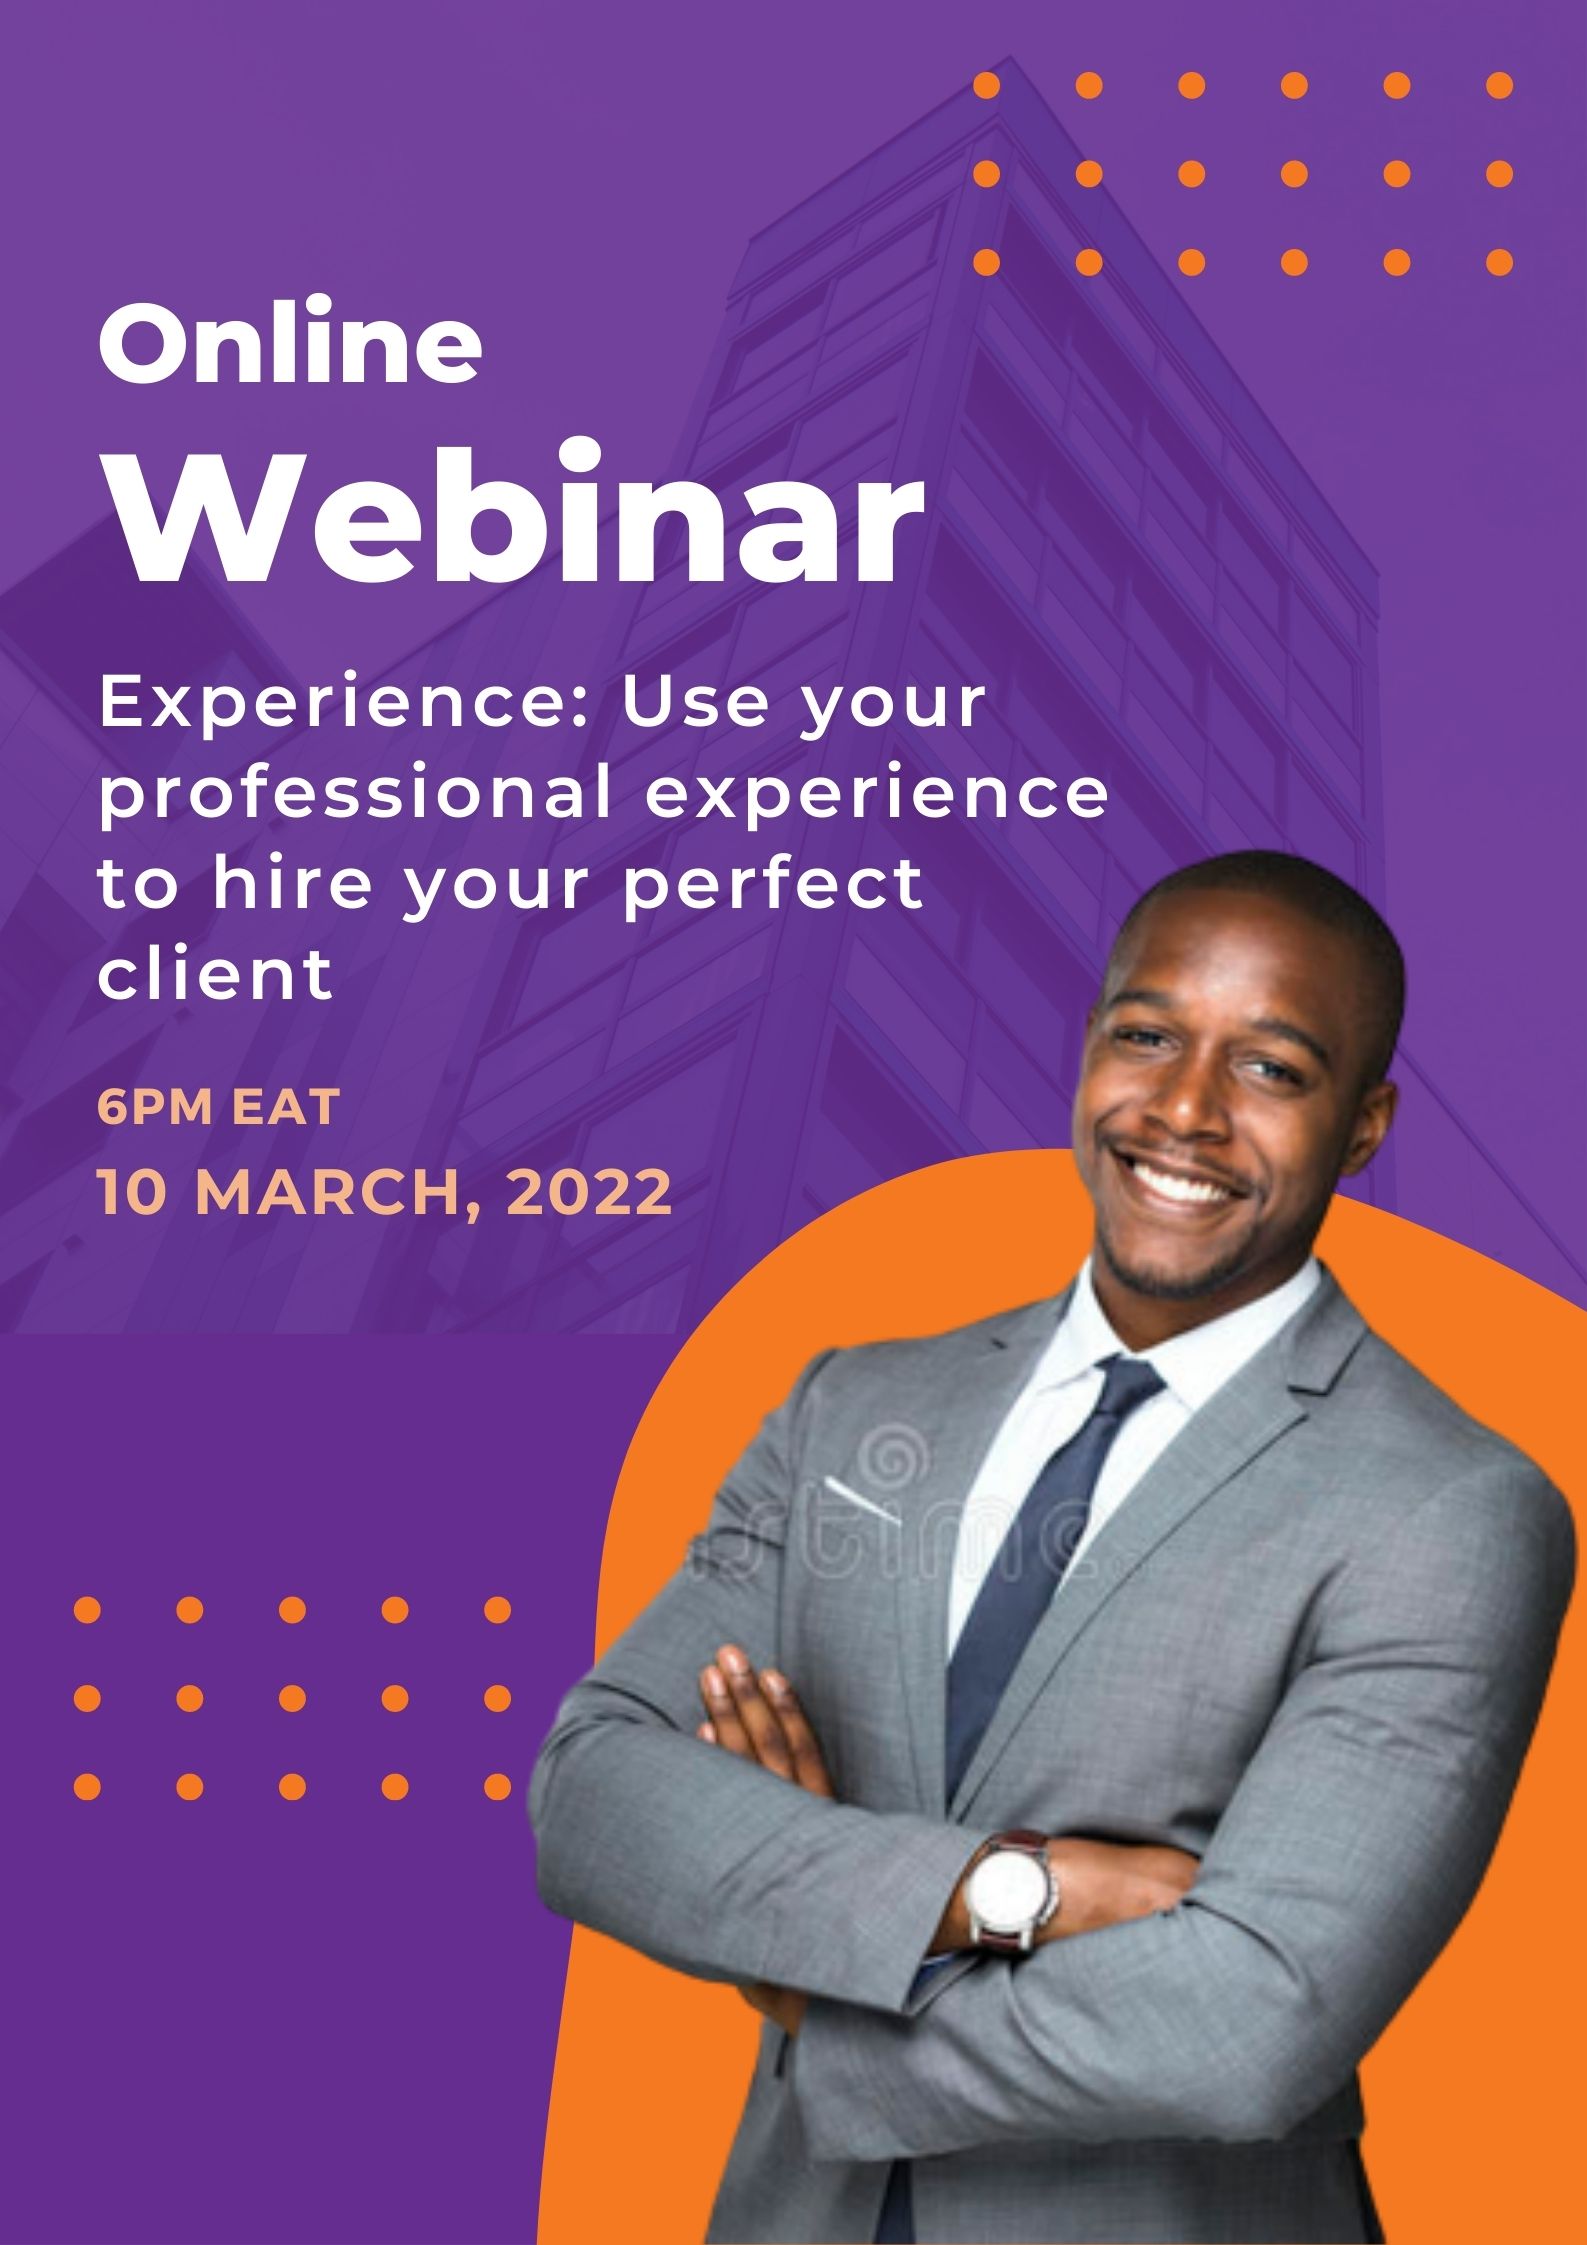 Online
Webinar
Experience: Use your
professional experience
to hire your perfect
client
6PM EAT
10 MARCH, 2022